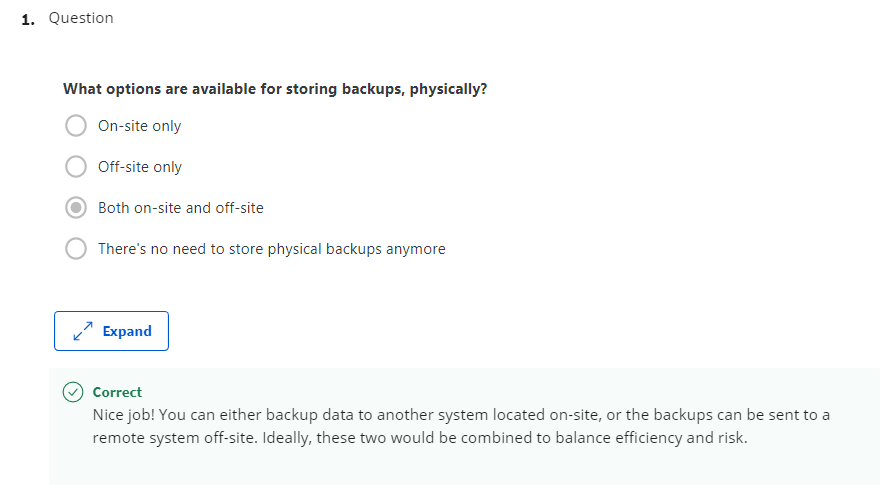 1. Question
What options are available for storing backups, physically?
On-site only
Off-site only
Both on-site and off-site
There's no need to store physical backups anymore
Expand
Correct
Nice job! You can either backup data to another system located on-site, or the backups can be sent to a
remote system off-site. Ideally, these two would be combined to balance efficiency and risk.